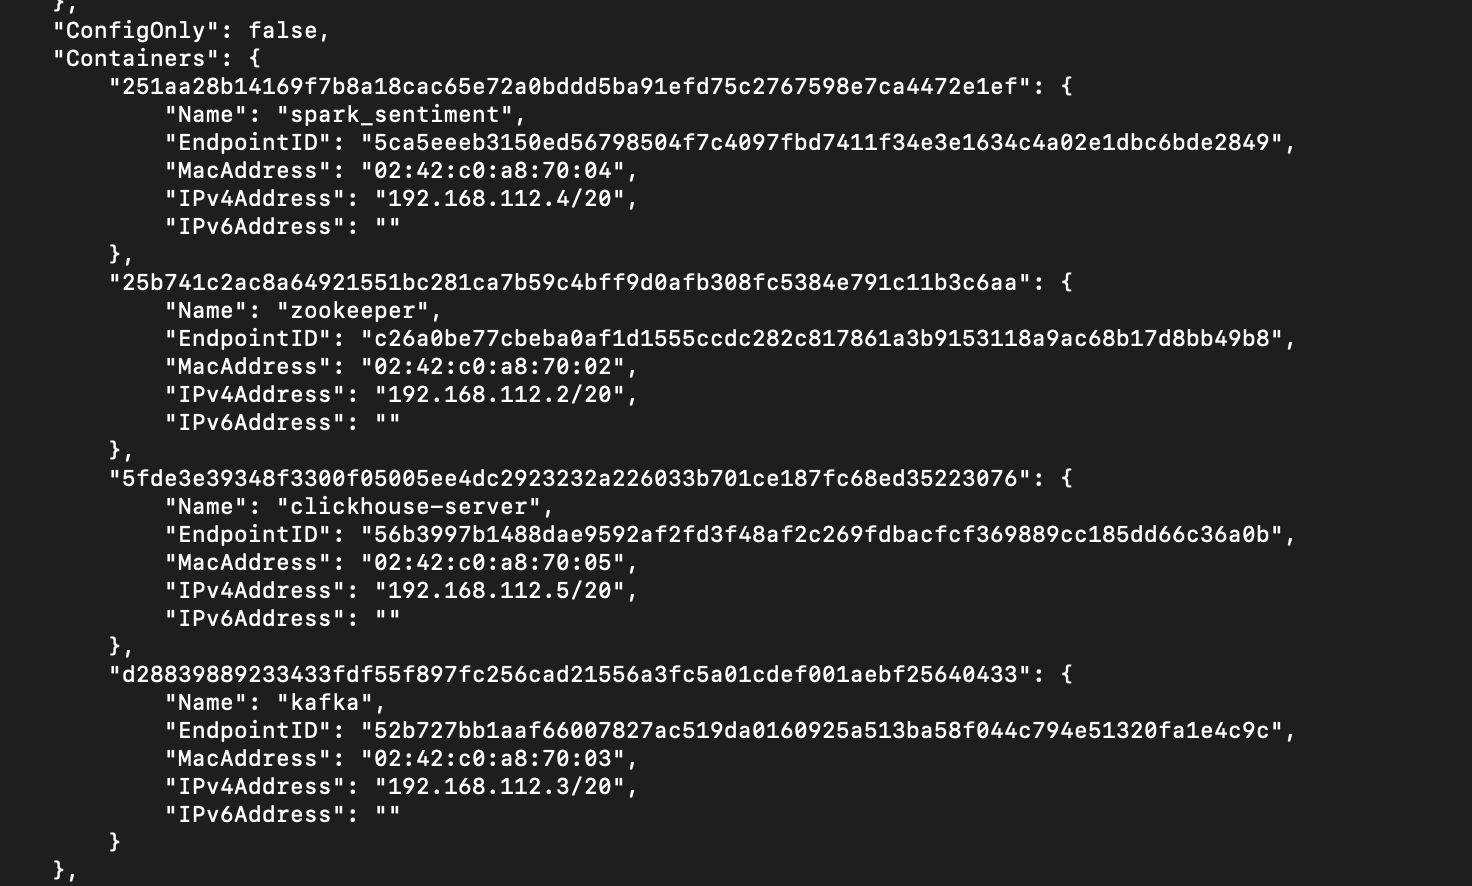 },
"ConfigOnly": false,
"Containers": {
"251aa28b14169f7b8a18cac65e72a0bddd5ba91efd75c2767598e7ca4472e1ef": {
"Name": "spark_sentiment",
"EndpointID": "5ca5eeeb3150ed56798504f7c4097fbd7411f34e3e1634c4a02e1dbc6bde2849",
"MacAddress": "02:42:c0:a8:70:04",
"IPv4Address": "192.168.112.4/20",
"IPv6Address": ""
},
"25b741c2ac8a64921551bc281ca7b59c4bff9d0afb308fc5384e791c11b3c6aa": {
"Name": "zookeeper",
"EndpointID": "c26a0be77cbeba0af1d1555ccdc282c817861a3b9153118a9ac68b17d8bb49b8",
"MacAddress": "02:42:c0:a8:70:02",
"IPv4Address": "192.168.112.2/20",
"IPv6Address": ""
},
"5fde3e39348f3300f05005ee4dc2923232a226033b701ce187fc68ed35223076": {
"Name": "clickhouse-server",
"EndpointID": "56b3997b1488dae9592af2fd3f48af2c269fdbacfcf369889cc185dd66c36a0b",
"MacAddress": "02:42:c0:a8:70:05",
"IPv4Address": "192.168.112.5/20",
"IPv6Address": ""
},
"d28839889233433fdf55f897fc256cad21556a3fc5a01cdef001aebf25640433": {
"Name": "kafka",
"EndpointID": "52b727bb1aaf66007827ac519da0160925a513ba58f044c794e51320fa1e4c9c",
"MacAddress": "02:42:c0:a8:70:03",
"IPv4Address": "192.168.112.3/20",
"IPv6Address": ""
}
},